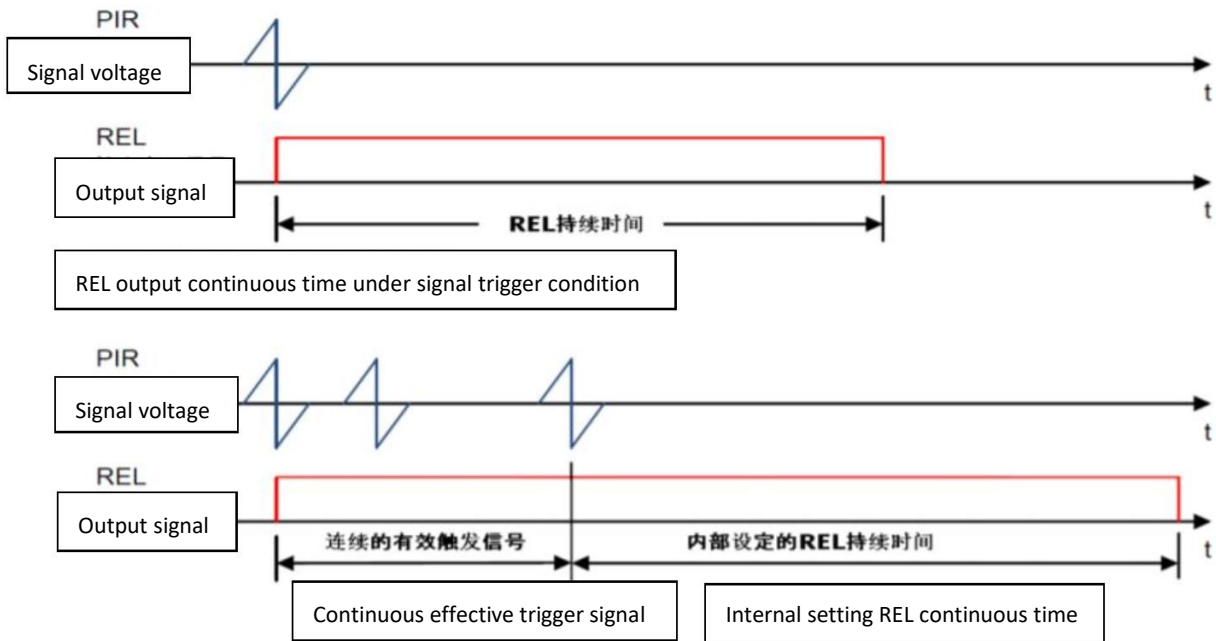 PIR
Signal voltage
t
REL
Output signal
t
REL持续时间
REL output continuous time under signal trigger condition
PIR
Signal voltage
t
REL
Output signal
t
连续的有效触发信号
内部设定的REL持续时间
Continuous effective trigger signal
Internal setting REL continuous time